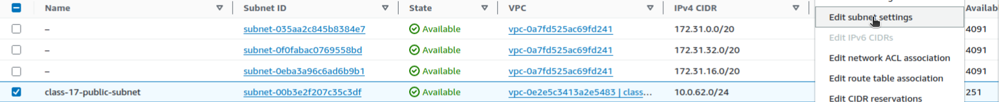 Name Subnet ID State VPC IPv4 CIDR Availab
– subnet-035aa2c845b8384e7 Available vpc-0a7fd525ac69fd241 172.31.0.0/20 4091
– subnet-0f0fabac0769558bd Available vpc-0a7fd525ac69fd241 172.31.32.0/20 4091
– subnet-0eba3a96c6ad6b9b1 Available vpc-0a7fd525ac69fd241 172.31.16.0/20 4091
class-17-public-subnet subnet-00b3e2f207c35c3df Available vpc-0e2e5c3413a2e5483 | class… 10.0.62.0/24 251
Edit subnet settings
Edit IPv6 CIDRs
Edit network ACL association
Edit route table association
Edit CIDR reservations